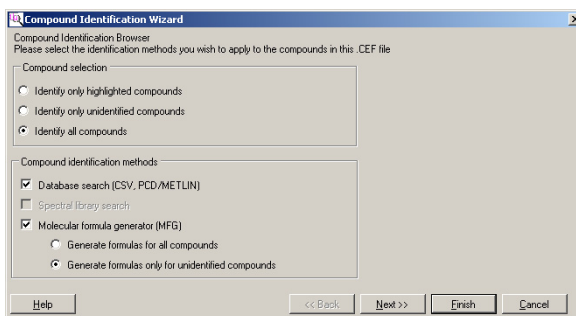 Compound Identification Wizard
Compound Identification Browser
Please select the identification methods you wish to apply to the compounds in this .CEF file
Compound selection
Identify only highlighted compounds
Identify only unidentified compounds
Identify all compounds
Compound identification methods
Database search (CSV, PCD/METLIN)
Spectral library search
Molecular formula generator (MFG)
Generate formulas for all compounds
Generate formulas only for unidentified compounds
Help << Back Next >> Finish Cancel